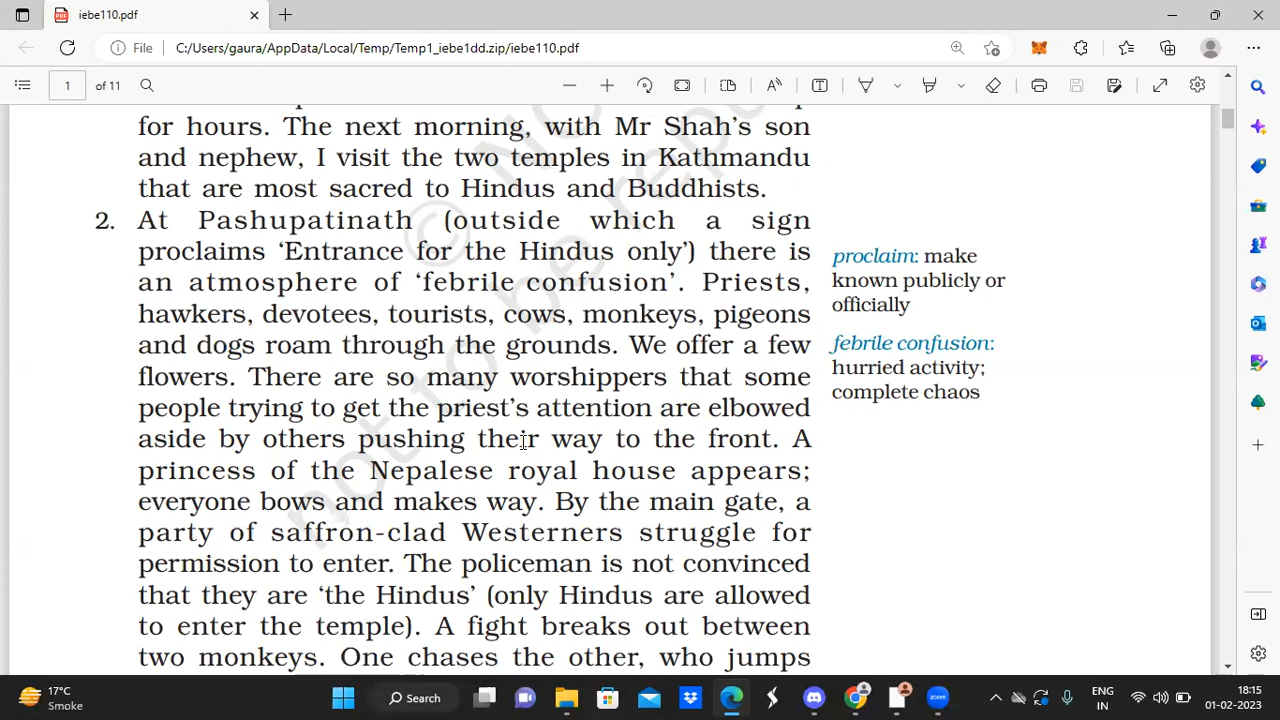 iebe110.pdf
File
C:/Users/gaura/AppData/Local/Temp/Temp1_iebe1dd.zip/iebe110.pdf
1 of 11
for hours. The next morning, with Mr Shah's son
and nephew, I visit the two temples in Kathmandu
that are most sacred to Hindus and Buddhists.
2. At Pashupatinath (outside which a sign
proclaims ‘Entrance for the Hindus only’) there is
an atmosphere of ‘febrile confusion’. Priests,
hawkers, devotees, tourists, cows, monkeys, pigeons
and dogs roam through the grounds. We offer a few
flowers. There are so many worshippers that some
people trying to get the priest’s attention are elbowed
aside by others pushing their way to the front. A
princess of the Nepalese royal house appears;
everyone bows and makes way. By the main gate, a
party of saffron-clad Westerners struggle for
permission to enter. The policeman is not convinced
that they are ‘the Hindus’ (only Hindus are allowed
to enter the temple). A fight breaks out between
two monkeys. One chases the other, who jumps
proclaim: make
known publicly or
officially
febrile confusion:
hurried activity;
complete chaos
© NC
not to be repu
17°C
Smoke
Search
ENG
IN
18:15
01-02-2023